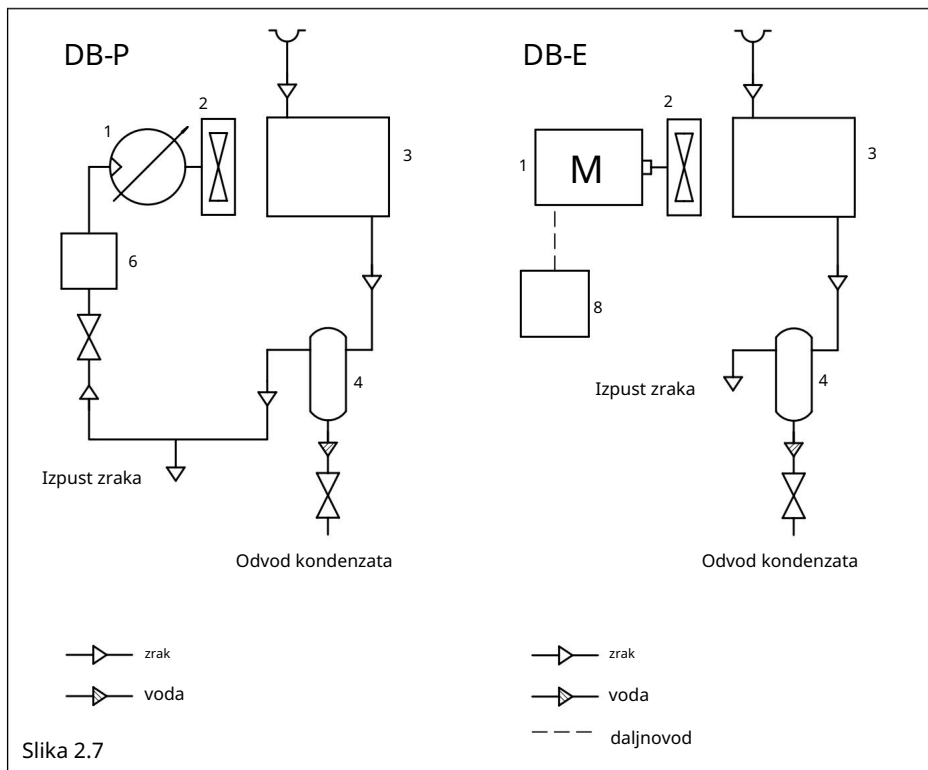 DB-P
1
2
3
6
4
Izpust zraka
Odvod kondenzata
zrak
voda
Slika 2.7
DB-E
1
M
2
3
8
Izpust zraka
4
Odvod kondenzata
zrak
voda
daljnovod